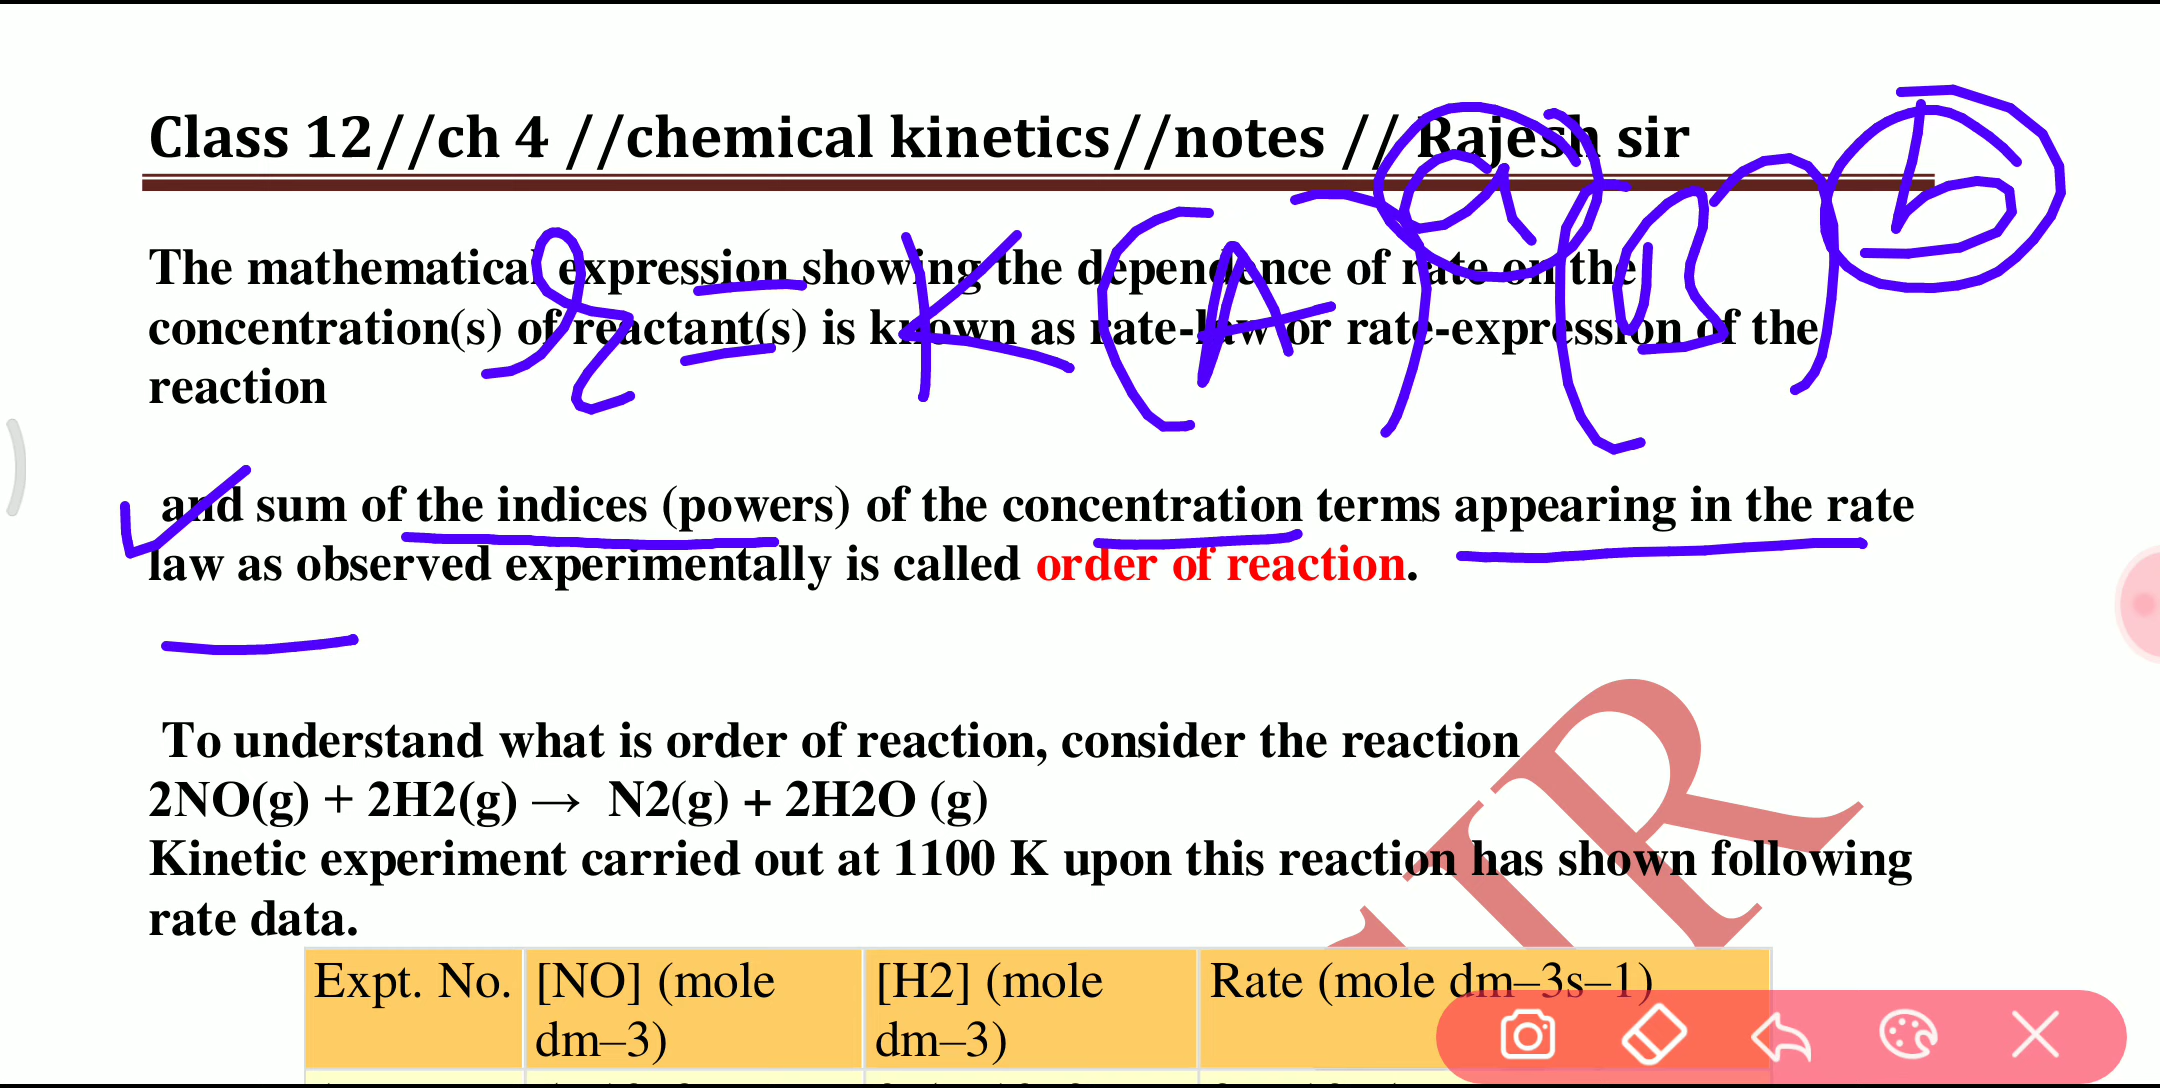 Class 12//ch 4 //chemical kinetics//notes // Rajesh sir
r = K (A)^a (B)^b
The mathematical expression showing the dependence of rate on the
concentration(s) of reactant(s) is known as rate-law or rate-expression of the
reaction
and sum of the indices (powers) of the concentration terms appearing in the rate
law as observed experimentally is called order of reaction.
To understand what is order of reaction, consider the reaction
2NO(g) + 2H2(g) → N2(g) + 2H2O (g)
Kinetic experiment carried out at 1100 K upon this reaction has shown following
rate data.
Expt. No. [NO] (mole dm–3) [H2] (mole dm–3) Rate (mole dm–3s–1)
IR